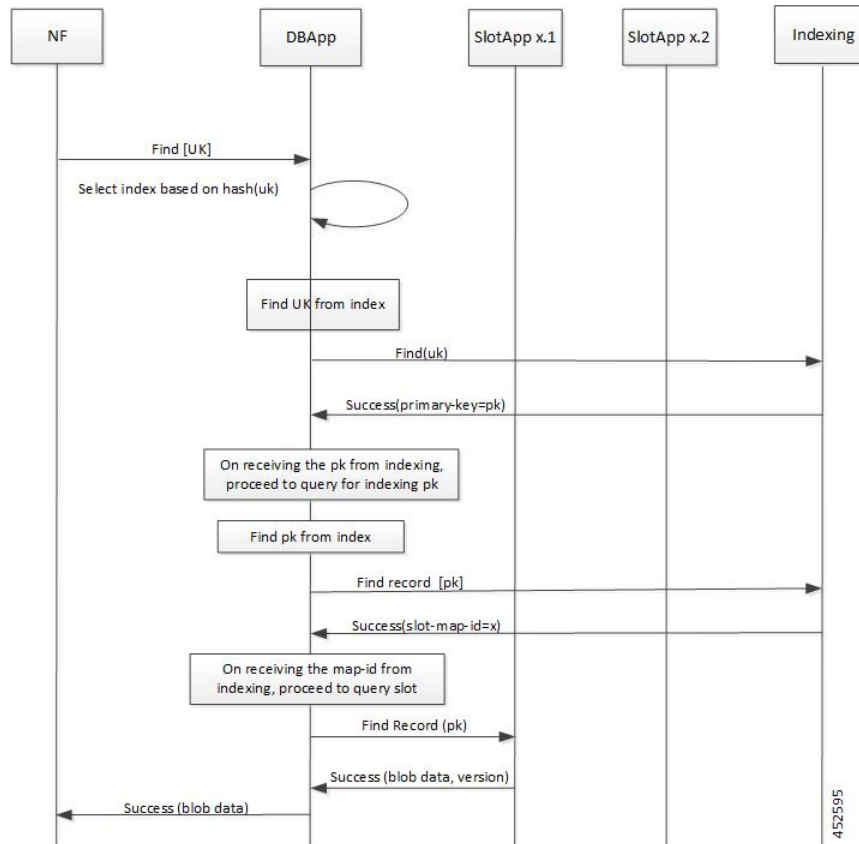 NF
DBApp
SlotApp x.1
SlotApp x.2
Indexing
Find [UK]
Select index based on hash(uk)
Find UK from index
Find(uk)
Success(primary-key=pk)
On receiving the pk from indexing,
proceed to query for indexing pk
Find pk from index
Find record [pk]
Success(slot-map-id=x)
On receiving the map-id from
indexing, proceed to query slot
Find Record (pk)
Success (blob data, version)
Success (blob data)
452595